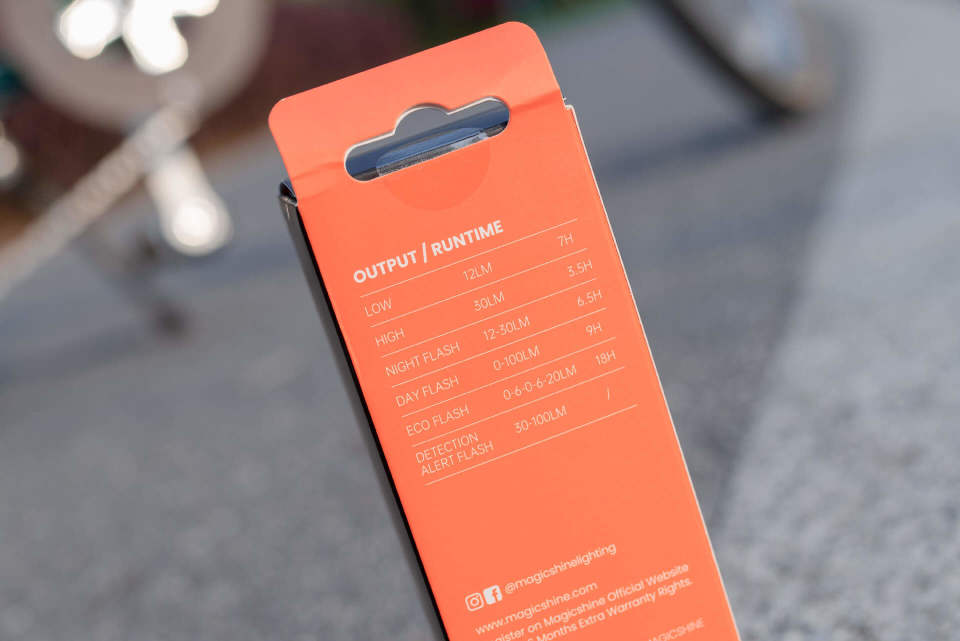 OUTPUT / RUNTIME
LOW 12LM 7H
HIGH 30LM 3.5H
NIGHT FLASH 12-30LM 6.5H
DAY FLASH 0-100LM 9H
ECO FLASH 0-6-0-6-20LM 18H
DETECTION
ALERT FLASH 30-100LM /
@magicshinelighting
www.magicshine.com
on Magicshine Official Website
Months Extra Warranty Rights.
MAGICSHINE